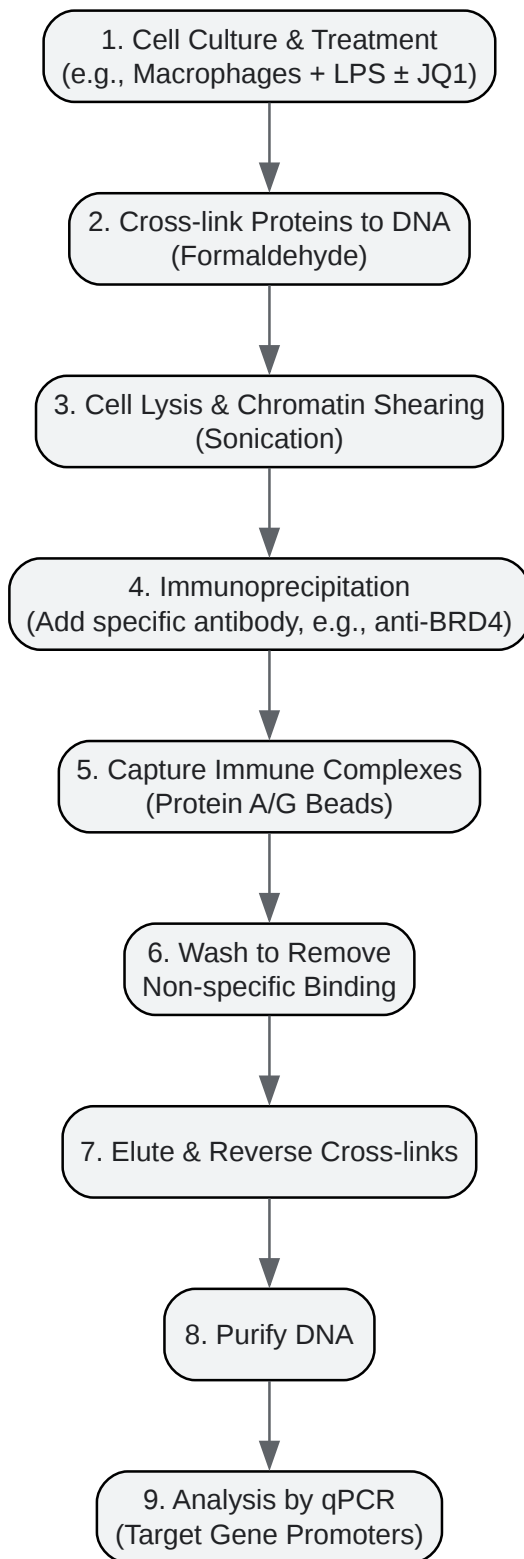 1. Cell Culture & Treatment
(e.g., Macrophages + LPS ± JQ1)
2. Cross-link Proteins to DNA
(Formaldehyde)
3. Cell Lysis & Chromatin Shearing
(Sonication)
4. Immunoprecipitation
(Add specific antibody, e.g., anti-BRD4)
5. Capture Immune Complexes
(Protein A/G Beads)
6. Wash to Remove
Non-specific Binding
7. Elute & Reverse Cross-links
8. Purify DNA
9. Analysis by qPCR
(Target Gene Promoters)